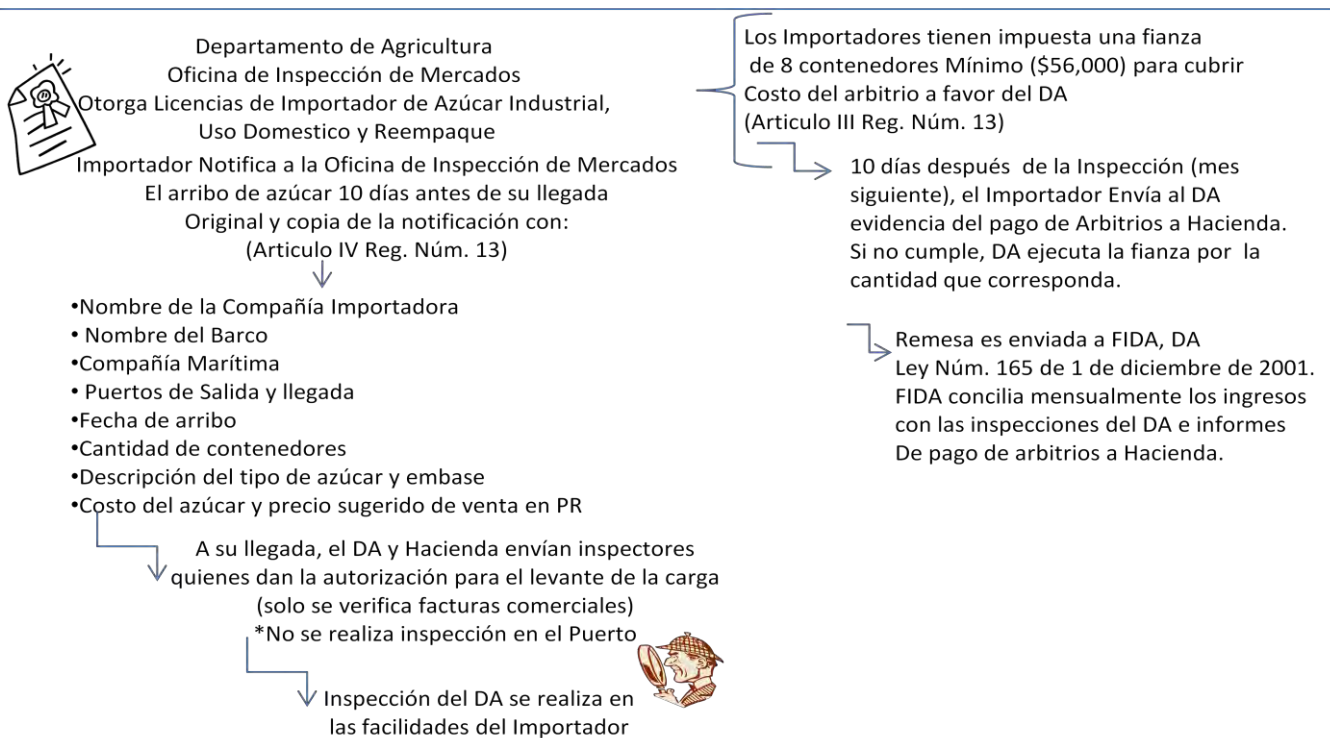 Departamento de Agricultura
Oficina de Inspección de Mercados
Otorga Licencias de Importador de Azúcar Industrial,
Uso Domestico y Reempaque
Importador Notifica a la Oficina de Inspección de Mercados
El arribo de azúcar 10 días antes de su llegada
Original y copia de la notificación con:
(Articulo IV Reg. Núm. 13)
•Nombre de la Compañía Importadora
• Nombre del Barco
•Compañía Marítima
• Puertos de Salida y llegada
•Fecha de arribo
•Cantidad de contenedores
•Descripción del tipo de azúcar y embase
•Costo del azúcar y precio sugerido de venta en PR
A su llegada, el DA y Hacienda envían inspectores
quienes dan la autorización para el levante de la carga
(solo se verifica facturas comerciales)
*No se realiza inspección en el Puerto
Inspección del DA se realiza en
las facilidades del Importador
Los Importadores tienen impuesta una fianza
de 8 contenedores Mínimo ($56,000) para cubrir
Costo del arbitrio a favor del DA
(Articulo III Reg. Núm. 13)
10 días después de la Inspección (mes
siguiente), el Importador Envía al DA
evidencia del pago de Arbitrios a Hacienda.
Si no cumple, DA ejecuta la fianza por la
cantidad que corresponda.
Remesa es enviada a FIDA, DA
Ley Núm. 165 de 1 de diciembre de 2001.
FIDA concilia mensualmente los ingresos
con las inspecciones del DA e informes
De pago de arbitrios a Hacienda.